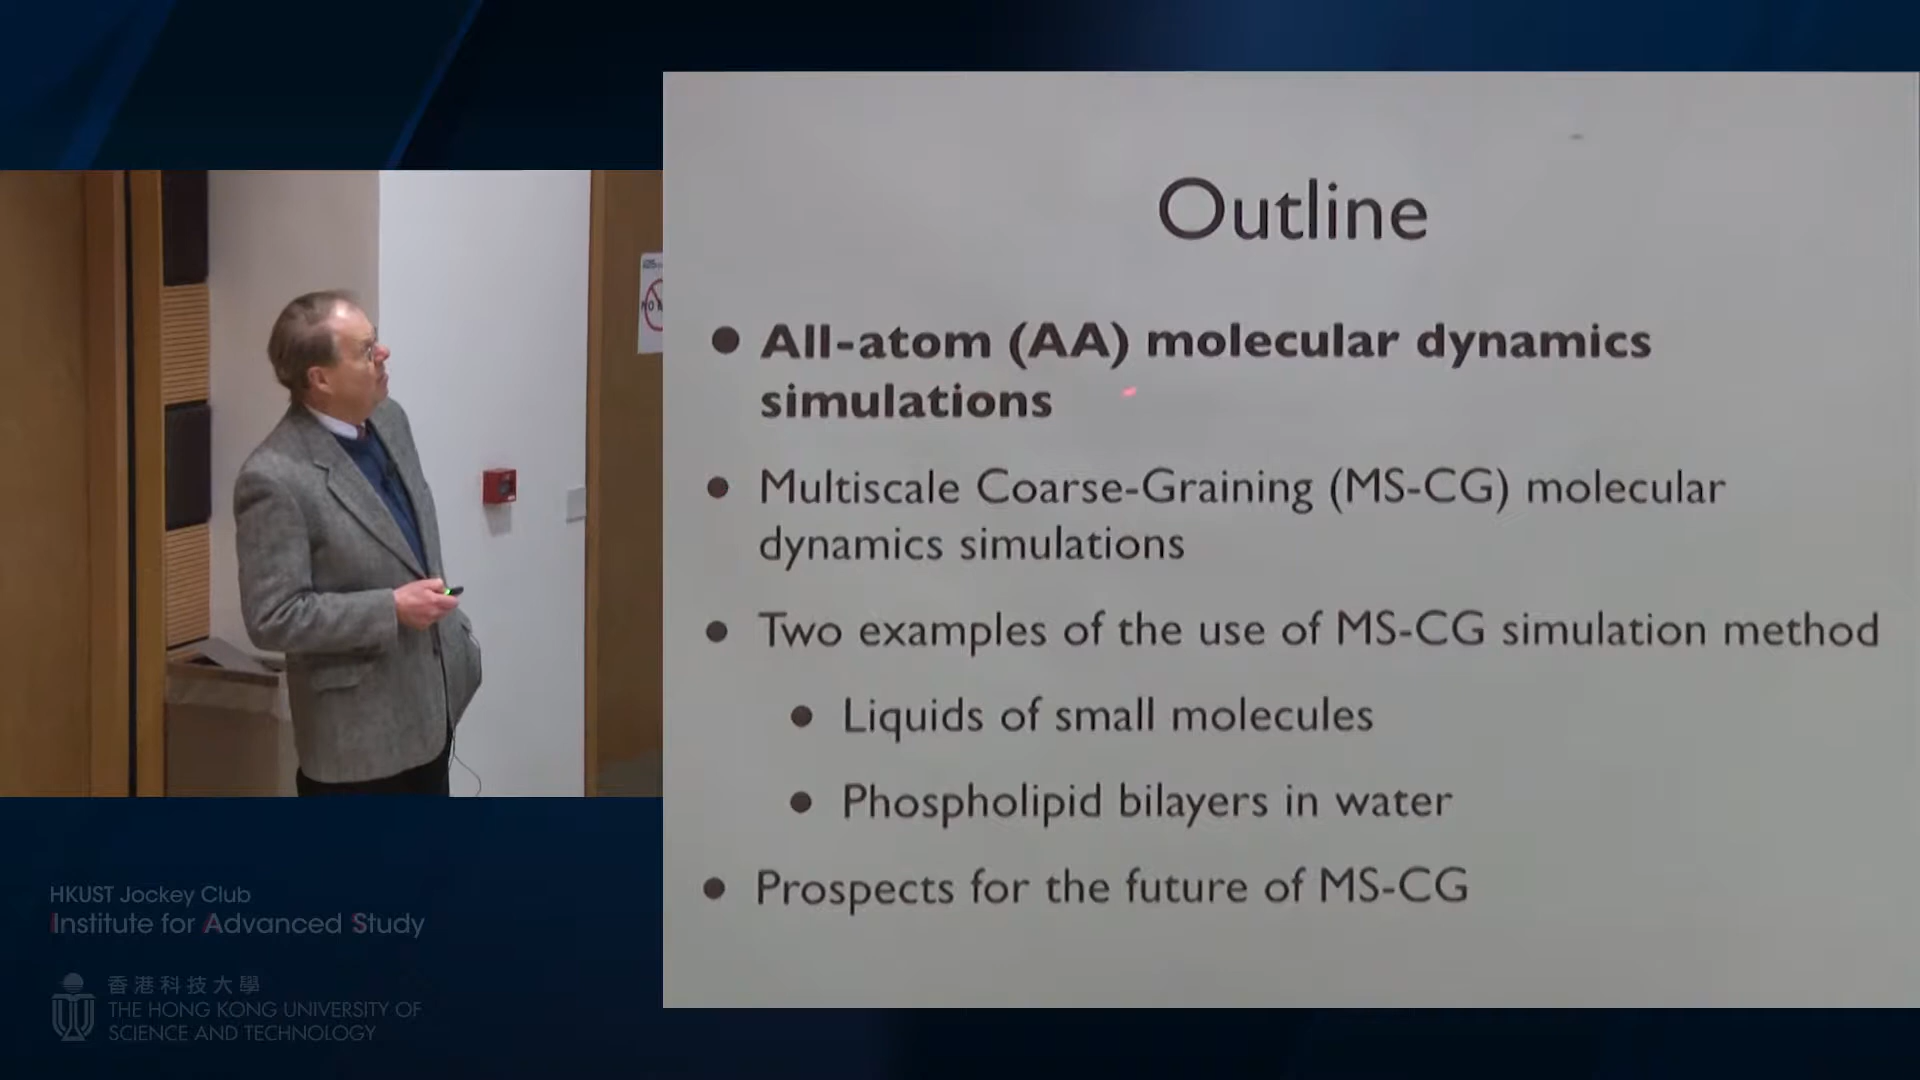 Outline
All-atom (AA) molecular dynamics
simulations
Multiscale Coarse-Graining (MS-CG) molecular
dynamics simulations
Two examples of the use of MS-CG simulation method
Liquids of small molecules
Phospholipid bilayers in water
Prospects for the future of MS-CG
HKUST Jockey Club
Institute for Advanced Study
香港科技大學
THE HONG KONG UNIVERSITY OF
SCIENCE AND TECHNOLOGY